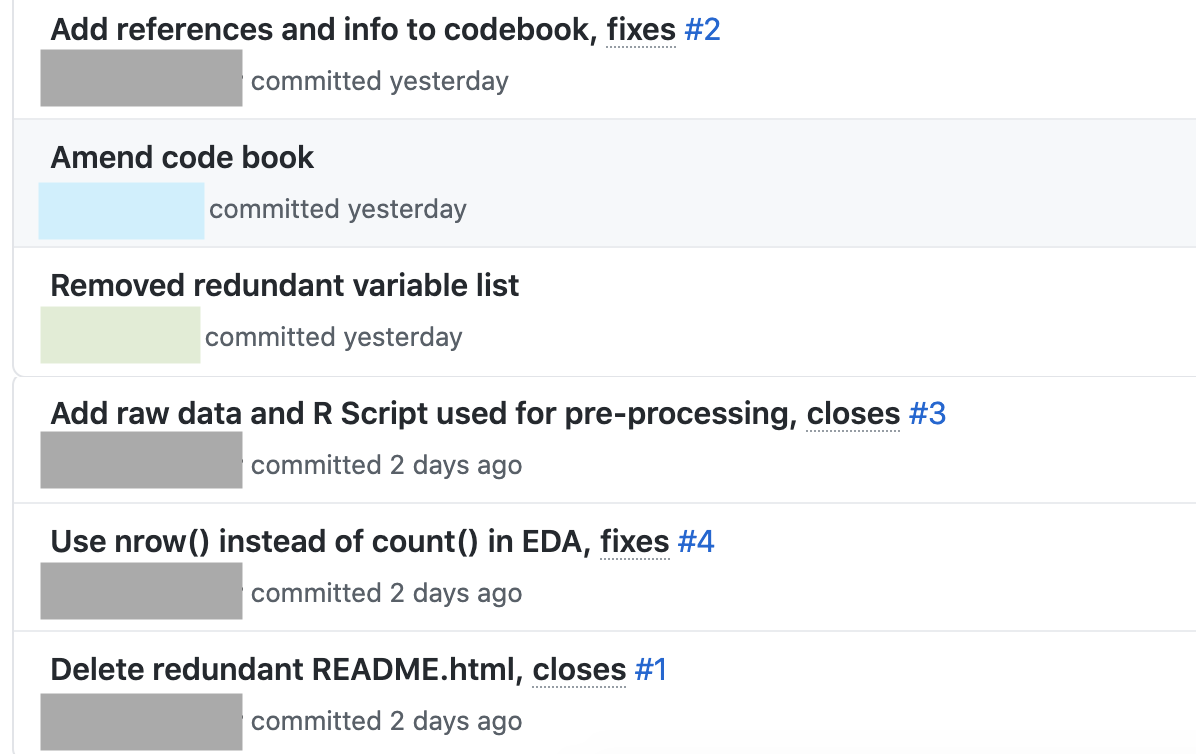 Add references and info to codebook, fixes #2
committed yesterday
Amend code book
committed yesterday
Removed redundant variable list
committed yesterday
Add raw data and R Script used for pre-processing, closes #3
committed 2 days ago
Use nrow() instead of count() in EDA, fixes #4
committed 2 days ago
Delete redundant README.html, closes #1
committed 2 days ago